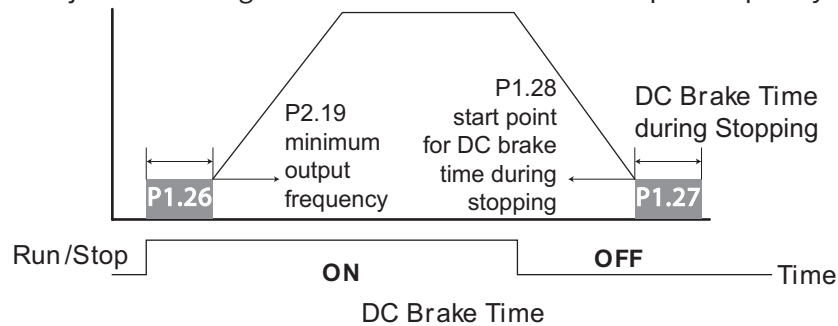 P2.19
minimum
output
frequency
P1.28
start point
for DC brake
time during
stopping
DC Brake Time
during Stopping
P1.26
P1.27
Run/Stop
ON
OFF
Time
DC Brake Time